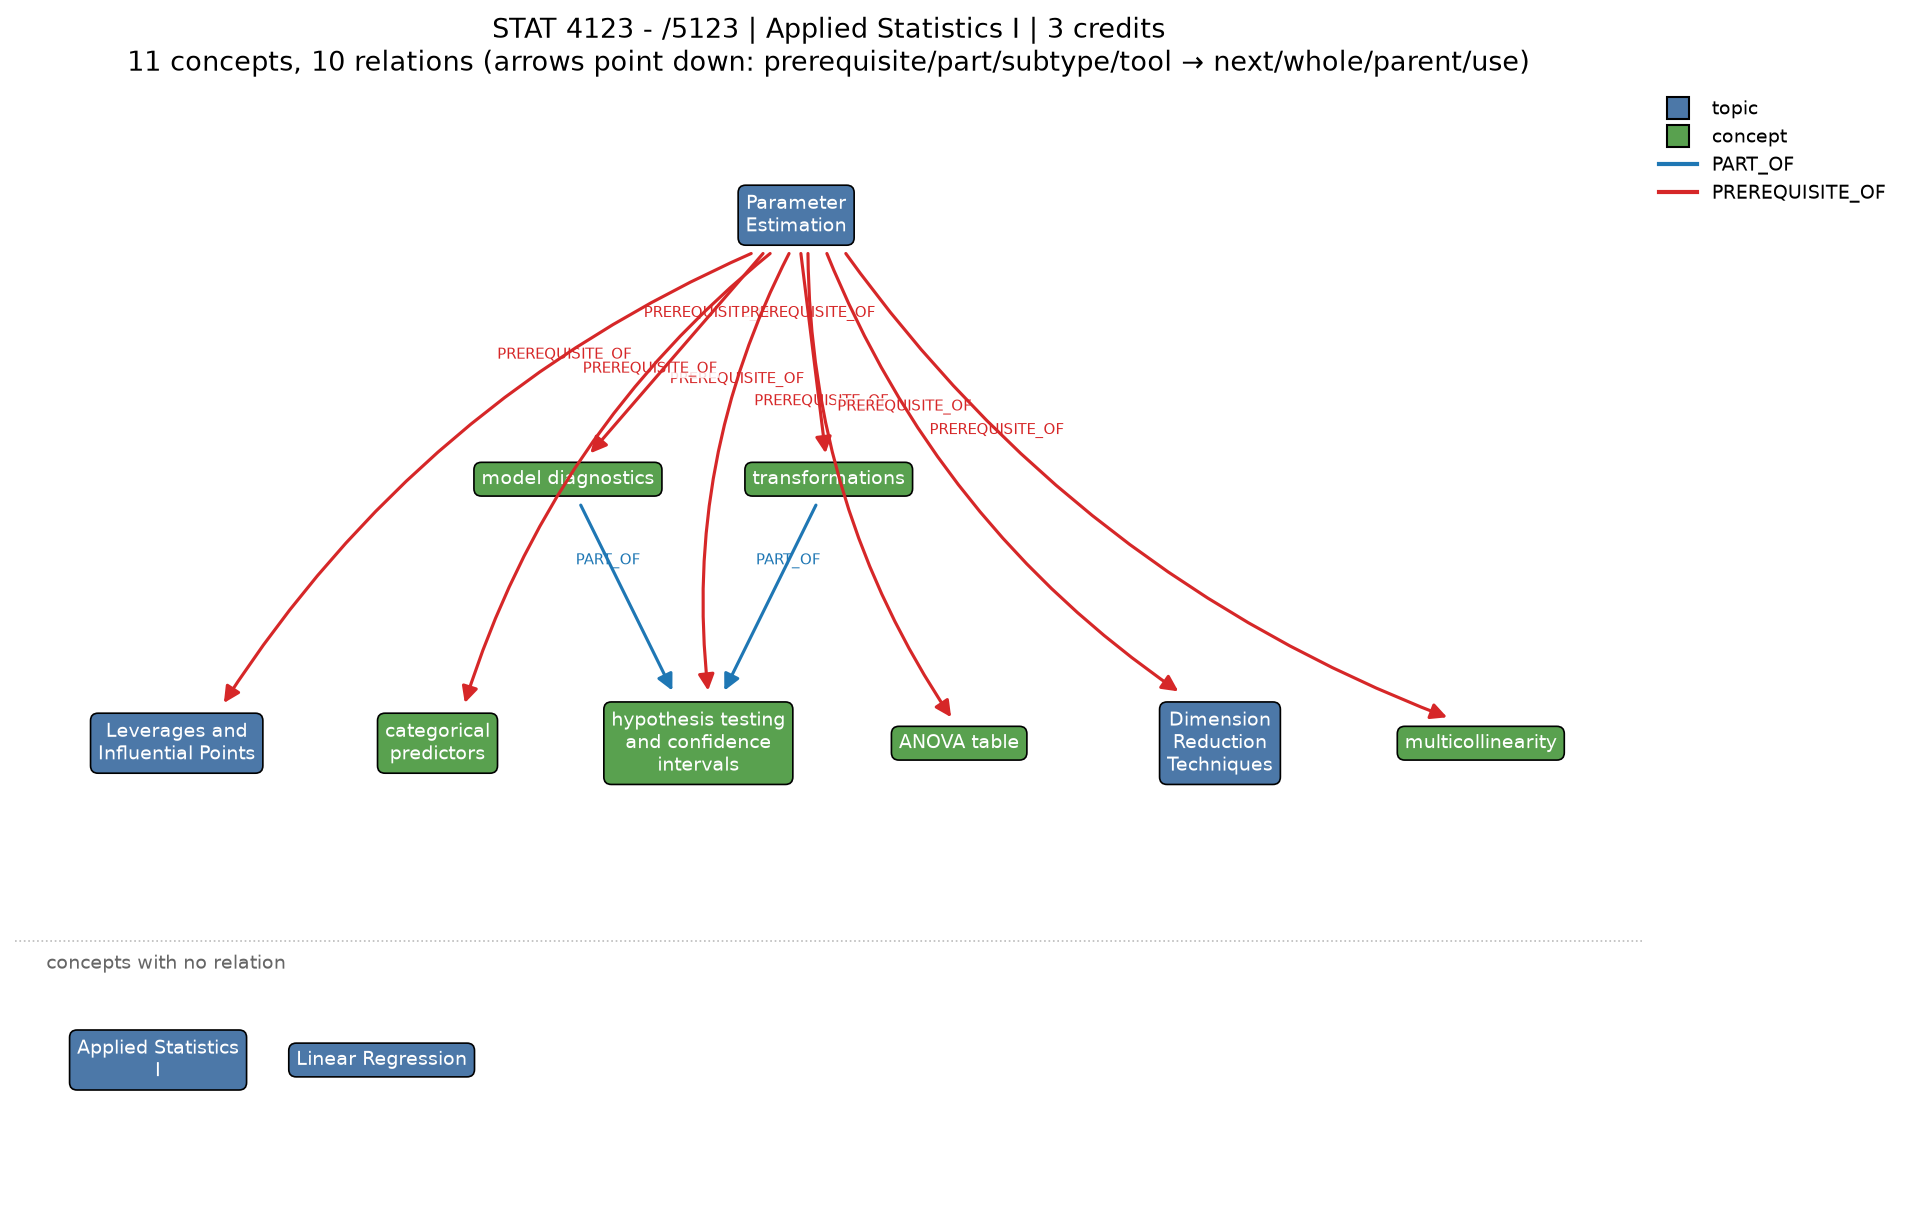 STAT 4123 - /5123 | Applied Statistics I | 3 credits
11 concepts, 10 relations (arrows point down: prerequisite/part/subtype/tool → next/whole/parent/use)
topic
concept
PART_OF
PREREQUISITE_OF
Parameter
Estimation
PREREQUISIT
PREREQUISITE_OF
PREREQUISITE_OF
PREREQUISITE_OF
PREREQUISITE_OF
PREREQUISITE_OF
PREREQUISITE_OF
PREREQUISITE_OF
model diagnostics
transformations
PART_OF
PART_OF
Leverages and
Influential Points
categorical
predictors
hypothesis testing
and confidence
intervals
ANOVA table
Dimension
Reduction
Techniques
multicollinearity
concepts with no relation
Applied Statistics
I
Linear Regression